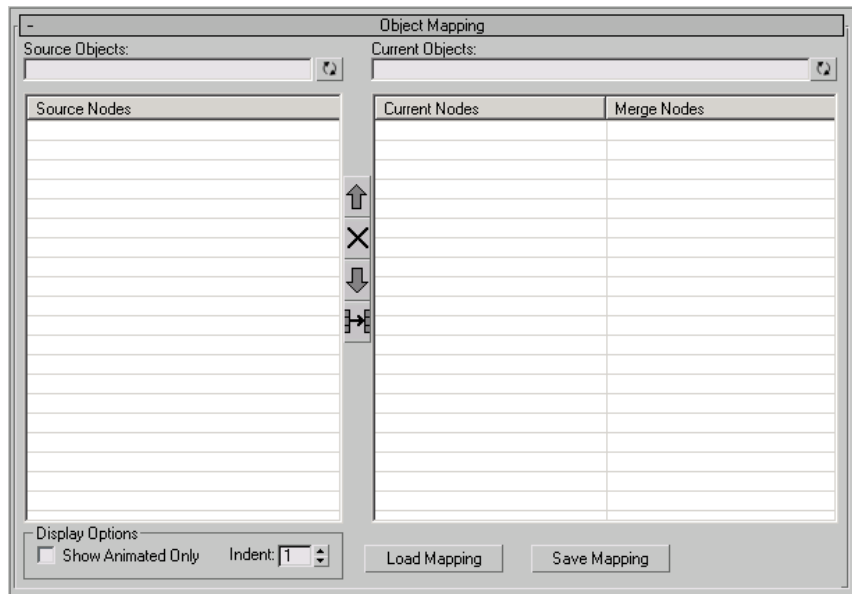 - Object Mapping
Source Objects: Current Objects:
Source Nodes Current Nodes Merge Nodes
Display Options
Show Animated Only Indent: 1 Load Mapping Save Mapping